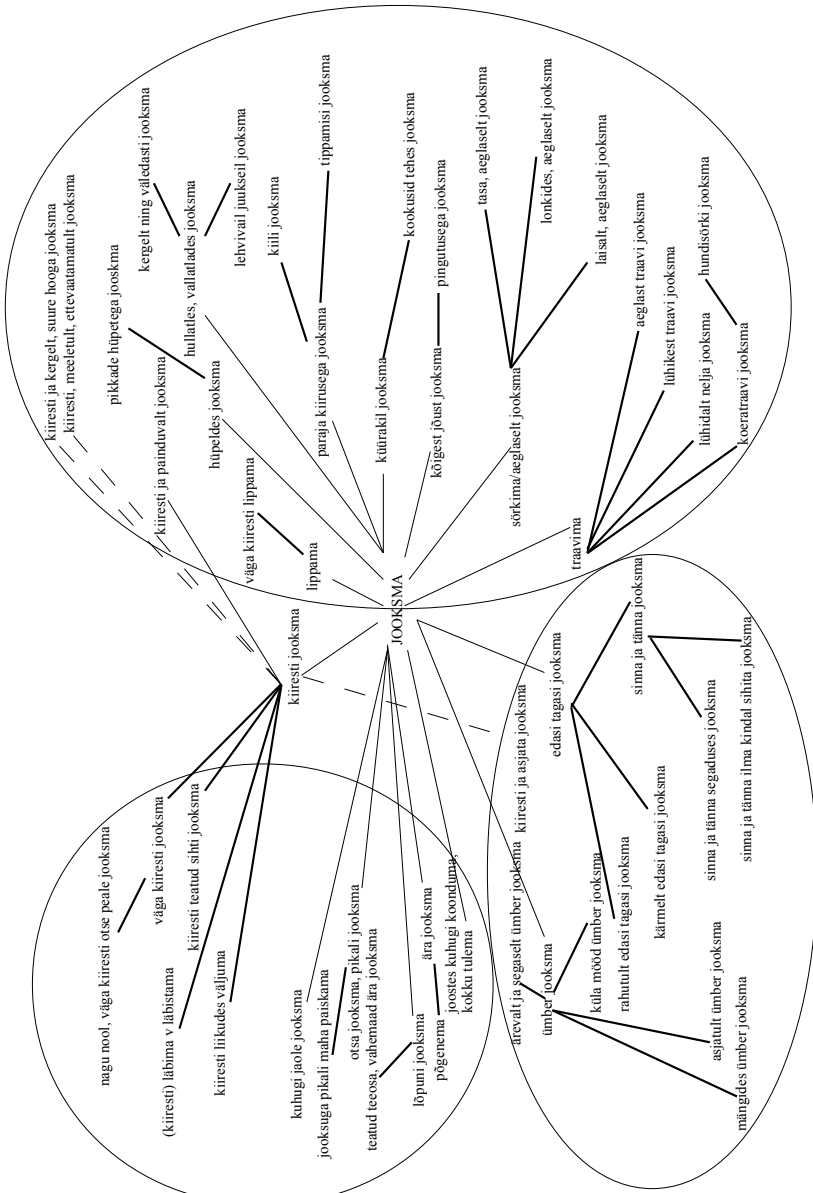 kiiresti ja kergelt, suure hooga jooksma
kiiresti, meeletult, ettevaatamatult jooksma
pikkade hüpetega jooskma
kergelt ning väledasti jooksma
hullatles, vallatlades jooksma
lehvivail juukseil jooksma
kiili jooksma
tippamisi jooksma
kiiresti ja painduvalt jooksma
hüpeldes jooksma
paraja kiirusega jooksma
küürakil jooksma
kookusid tehes jooksma
kõigest jõust jooksma
pingutusega jooksma
tasa, aeglaselt jooksma
lonkides, aeglaselt jooksma
laisalt, aeglaselt jooksma
sörkima/aeglaselt jooksma
aeglast traavi jooksma
lühikest traavi jooksma
lühidalt nelja jooksma
hundisörki jooksma
koeratraavi jooksma
traavima
väga kiiresti lippama
lippama
JOOKSMA
kiiresti jooksma
nagu nool, väga kiiresti otse peale jooksma
väga kiiresti jooksma
kiiresti teatud sihti jooksma
(kiiresti) läbima v läbistama
kiiresti liikudes väljuma
kuhugi jaole jooksma
jooksuga pikali maha paiskama
otsa jooksma, pikali jooksma
teatud teeosa, vahemaad ära jooksma
lõpuni jooksma
ära jooksma
põgenema
joostes kuhugi koonduma,
kokku tulema
kiiresti ja asjata jooksma
edasi tagasi jooksma
sinna ja tänna jooksma
sinna ja tänna segaduses jooksma
sinna ja tänna ilma kindal sihita jooksma
kärmelt edasi tagasi jooksma
rahutult edasi tagasi jooksma
ärevalt ja segaselt ümber jooksma
ümber jooksma
küla mööd ümber jooksma
asjatult ümber jooksma
mängides ümber jooksma